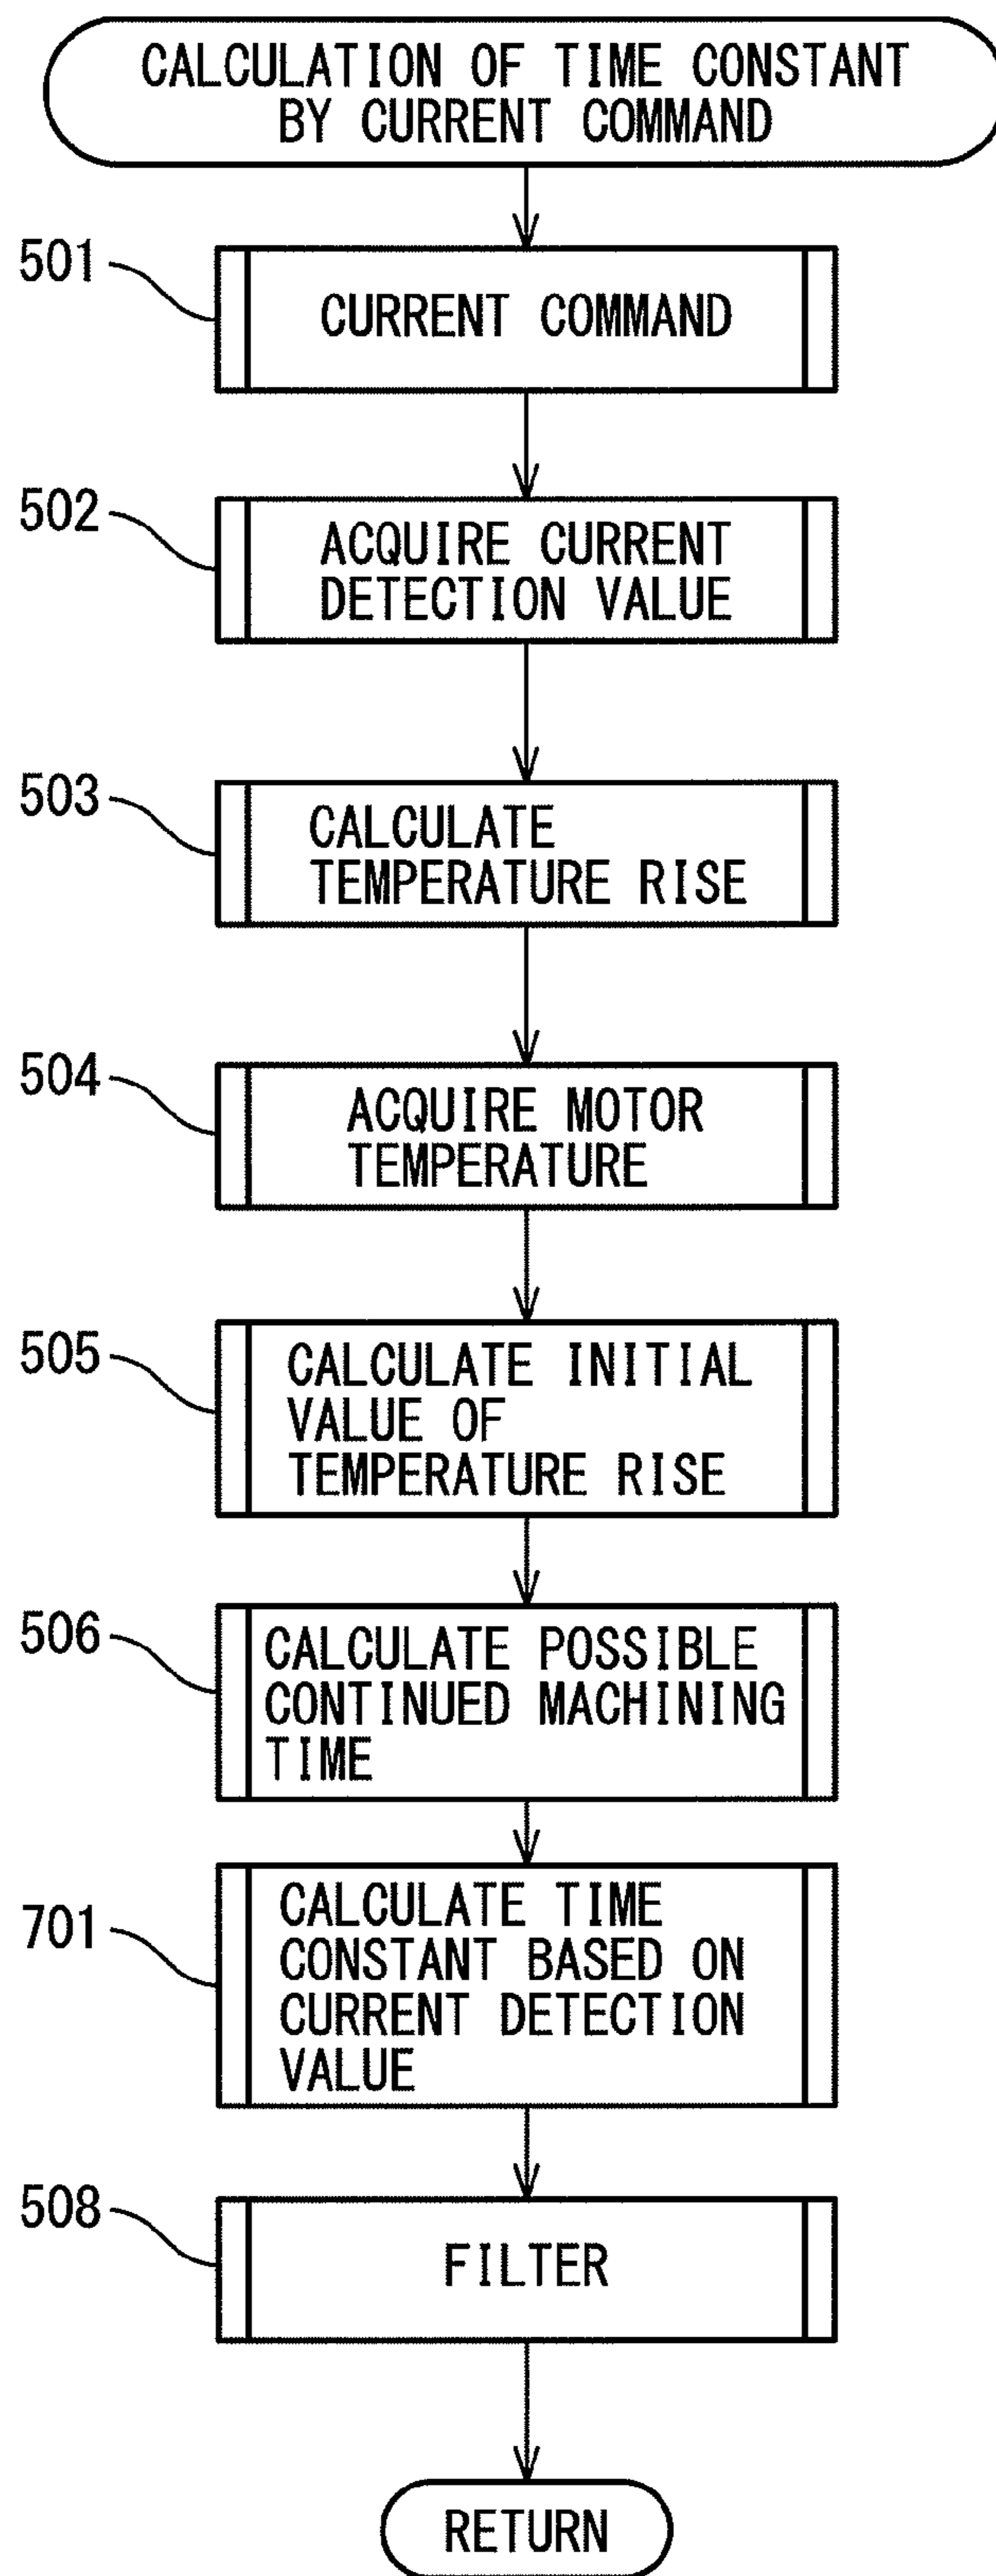 CALCULATION OF TIME CONSTANT
BY CURRENT COMMAND
501
CURRENT COMMAND
502
ACQUIRE CURRENT
DETECTION VALUE
503
CALCULATE
TEMPERATURE RISE
504
ACQUIRE MOTOR
TEMPERATURE
505
CALCULATE INITIAL
VALUE OF
TEMPERATURE RISE
506
CALCULATE POSSIBLE
CONTINUED MACHINING
TIME
701
CALCULATE TIME
CONSTANT BASED ON
CURRENT DETECTION
VALUE
508
FILTER
RETURN